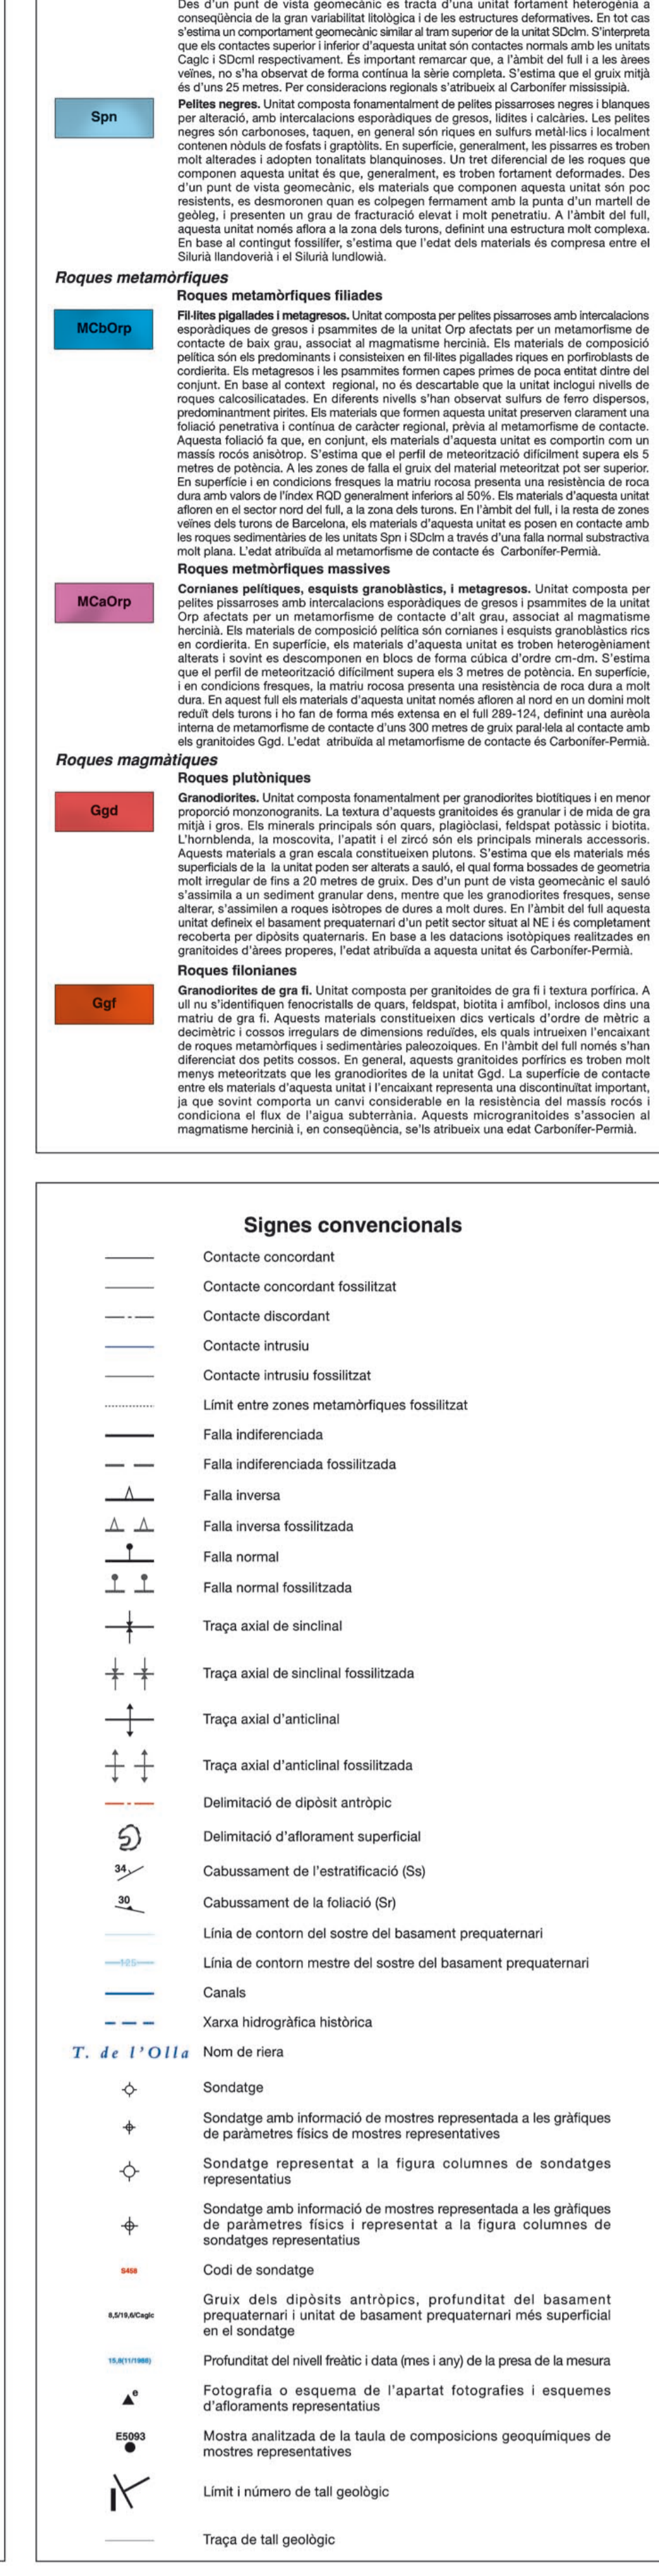 Des d'un punt de vista geomecànic es tracta d'una unitat fortament heterogènia a
conseqüència de la gran variabilitat litològica i de les estructures deformatives. En tot cas
s'estima un comportament geomecànic similar al tram superior de la unitat SDclm. S'interpreta
que els contactes superior i inferior d'aquesta unitat són contactes normals amb les unitats
Caglc i SDcml respectivament. És important remarcar que, a l'àmbit del full i a les àrees
veïnes, no s'ha observat de forma contínua la sèrie completa. S'estima que el gruix mitjà
és d'uns 25 metres. Per consideracions regionals s'atribueix al Carbonífer mississipià.
Spn
Pelites negres. Unitat composta fonamentalment de pelites pissarroses negres i blanques
per alteració, amb intercalacions esporàdiques de gresos, lidites i calcàries. Les pelites
negres són carbonoses, taquen, en general són riques en sulfurs metàl·lics i localment
contenen nòduls de fosfats i graptòlits. En superfície, generalment, les pissarres es troben
molt alterades i adopten tonalitats blanquinoses. Un tret diferencial de les roques que
componen aquesta unitat és que, generalment, es troben fortament deformades. Des
d'un punt de vista geomecànic, els materials que componen aquesta unitat són poc
resistents, es desmoronen quan es colpegen fermament amb la punta d'un martell de
geòleg, i presenten un grau de fracturació elevat i molt penetratiu. A l'àmbit del full,
aquesta unitat només aflora a la zona dels turons, definint una estructura molt complexa.
En base al contingut fossilífer, s'estima que l'edat dels materials és compresa entre el
Silurià llandoverià i el Silurià lundlowià.
Roques metamòrfiques
Roques metamòrfiques filiades
MCbOrp
Fil·lites pigallades i metagresos. Unitat composta per pelites pissarroses amb intercalacions
esporàdiques de gresos i psammites de la unitat Orp afectats per un metamorfisme de
contacte de baix grau, associat al magmatisme hercinià. Els materials de composició
pelítica són els predominants i consisteixen en fil·lites pigallades riques en porfiroblasts de
cordierita. Els metagresos i les psammites formen capes primes de poca entitat dintre del
conjunt. En base al context regional, no és descartable que la unitat inclogui nivells de
roques calcosilicatades. En diferents nivells s'han observat sulfurs de ferro dispersos,
predominantment pirites. Els materials que formen aquesta unitat preserven clarament una
foliació penetrativa i contínua de caràcter regional, prèvia al metamorfisme de contacte.
Aquesta foliació fa que, en conjunt, els materials d'aquesta unitat es comportin com un
massís rocós anisòtrop. S'estima que el perfil de meteorització difícilment supera els 5
metres de potència. A les zones de falla el gruix del material meteoritzat pot ser superior.
En superfície i en condicions fresques la matriu rocosa presenta una resistència de roca
dura amb valors de l'índex RQD generalment inferiors al 50%. Els materials d'aquesta unitat
afloren en el sector nord del full, a la zona dels turons. En l'àmbit del full, i la resta de zones
veïnes dels turons de Barcelona, els materials d'aquesta unitat es posen en contacte amb
les roques sedimentàries de les unitats Spn i SDclm a través d'una falla normal substractiva
molt plana. L'edat atribuïda al metamorfisme de contacte és Carbonífer-Permià.
Roques metmòrfiques massives
MCaOrp
Cornianes pelítiques, esquists granoblàstics, i metagresos. Unitat composta per
pelites pissarroses amb intercalacions esporàdiques de gresos i psammites de la unitat
Orp afectats per un metamorfisme de contacte d'alt grau, associat al magmatisme
hercinià. Els materials de composició pelítica són cornianes i esquists granoblàstics rics
en cordierita. En superfície, els materials d'aquesta unitat es troben heterogèniament
alterats i sovint es descomponen en blocs de forma cúbica d'ordre cm-dm. S'estima
que el perfil de meteorització difícilment supera els 3 metres de potència. En superfície,
i en condicions fresques, la matriu rocosa presenta una resistència de roca dura a molt
dura. En aquest full els materials d'aquesta unitat només afloren al nord en un domini molt
reduït dels turons i ho fan de forma més extensa en el full 289-124, definint una aurèola
interna de metamorfisme de contacte d'uns 300 metres de gruix paral·lela al contacte amb
els granitoides Ggd. L'edat atribuïda al metamorfisme de contacte és Carbonífer-Permià.
Roques magmàtiques
Roques plutòniques
Ggd
Granodiorites. Unitat composta fonamentalment per granodiorites biotítiques i en menor
proporció monzogranits. La textura d'aquests granitoides és granular i de mida de gra
mitjà i gros. Els minerals principals són quars, plagiòclasi, feldspat potàssic i biotita.
L'hornblenda, la moscovita, l'apatit i el zircó són els principals minerals accessoris.
Aquests materials a gran escala constitueixen plutons. S'estima que els materials més
superficials de la la unitat poden ser alterats a sauló, el qual forma bossades de geometria
molt irregular de fins a 20 metres de gruix. Des d'un punt de vista geomecànic el sauló
s'assimila a un sediment granular dens, mentre que les granodiorites fresques, sense
alterar, s'assimilen a roques isòtropes de dures a molt dures. En l'àmbit del full aquesta
unitat defineix el basament prequaternari d'un petit sector situat al NE i és completament
recoberta per dipòsits quaternaris. En base a les datacions isotòpiques realitzades en
granitoides d'àrees properes, l'edat atribuïda a aquesta unitat és Carbonífer-Permià.
Roques filonianes
Ggf
Granodiorites de gra fi. Unitat composta per granitoides de gra fi i textura porfírica. A
ull nu s'identifiquen fenocristalls de quars, feldspat, biotita i amfíbol, inclosos dins una
matriu de gra fi. Aquests materials constitueixen dics verticals d'ordre de mètric a
decimètric i cossos irregulars de dimensions reduïdes, els quals intrueixen l'encaixant
de roques metamòrfiques i sedimentàries paleozoiques. En l'àmbit del full només s'han
diferenciat dos petits cossos. En general, aquests granitoides porfírics es troben molt
menys meteoritzats que les granodiorites de la unitat Ggd. La superfície de contacte
entre els materials d'aquesta unitat i l'encaixant representa una discontinuïtat important,
ja que sovint comporta un canvi considerable en la resistència del massís rocós i
condiciona el flux de l'aigua subterrània. Aquests microgranitoides s'associen al
magmatisme hercinià i, en conseqüència, se'ls atribueix una edat Carbonífer-Permià.
Signes convencionals
Contacte concordant
Contacte concordant fossilitzat
Contacte discordant
Contacte intrusiu
Contacte intrusiu fossilitzat
Límit entre zones metamòrfiques fossilitzat
Falla indiferenciada
Falla indiferenciada fossilitzada
Falla inversa
Falla inversa fossilitzada
Falla normal
Falla normal fossilitzada
Traça axial de sinclinal
Traça axial de sinclinal fossilitzada
Traça axial d'anticlinal
Traça axial d'anticlinal fossilitzada
Delimitació de dipòsit antròpic
Delimitació d'aflorament superficial
34 Cabussament de l'estratificació (Ss)
30 Cabussament de la foliació (Sr)
Línia de contorn del sostre del basament prequaternari
125 Línia de contorn mestre del sostre del basament prequaternari
Canals
Xarxa hidrogràfica històrica
T. de l'Olla Nom de riera
Sondatge
Sondatge amb informació de mostres representada a les gràfiques
de paràmetres físics de mostres representatives
Sondatge representat a la figura columnes de sondatges
representatius
Sondatge amb informació de mostres representada a les gràfiques
de paràmetres físics i representat a la figura columnes de
sondatges representatius
S458 Codi de sondatge
Gruix dels dipòsits antròpics, profunditat del basament
8,5/19,6/Caglc prequaternari i unitat de basament prequaternari més superficial
en el sondatge
15,8(11/1988) Profunditat del nivell freàtic i data (mes i any) de la presa de la mesura
e Fotografia o esquema de l'apartat fotografies i esquemes
d'afloraments representatius
E5093 Mostra analitzada de la taula de composicions geoquímiques de
mostres representatives
I Límit i número de tall geològic
Traça de tall geològic